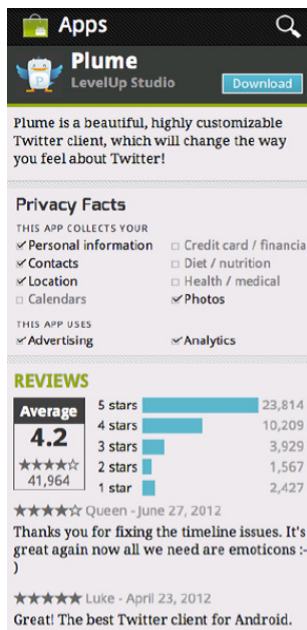 Apps
Plume
LevelUp Studio
Download
Plume is a beautiful, highly customizable
Twitter client, which will change the way
you feel about Twitter!
Privacy Facts
THIS APP COLLECTS YOUR
Personal information
Credit card / financia
Contacts
Diet / nutrition
Location
Health / medical
Calendars
Photos
THIS APP USES
Advertising
Analytics
REVIEWS
Average
4.2
41,964
5 stars 23,814
4 stars 10,209
3 stars 3,929
2 stars 1,567
1 star 2,427
Queen - June 27, 2012
Thanks you for fixing the timeline issues. It's
great again now all we need are emoticons :-
)
Luke - April 23, 2012
Great! The best Twitter client for Android.